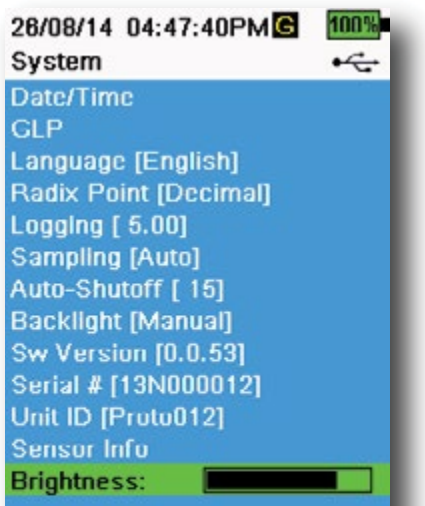 26/08/14 04:47:40PM G 100%
System
Date/Time
GLP
Language [English]
Radix Point [Decimal]
Logging [ 5.00]
Sampling [Auto]
Auto-Shutoff [ 15]
Backlight [Manual]
Sw Version [0.0.53]
Serial # [13N000012]
Unit ID [Proto012]
Sensor Info
Brightness: